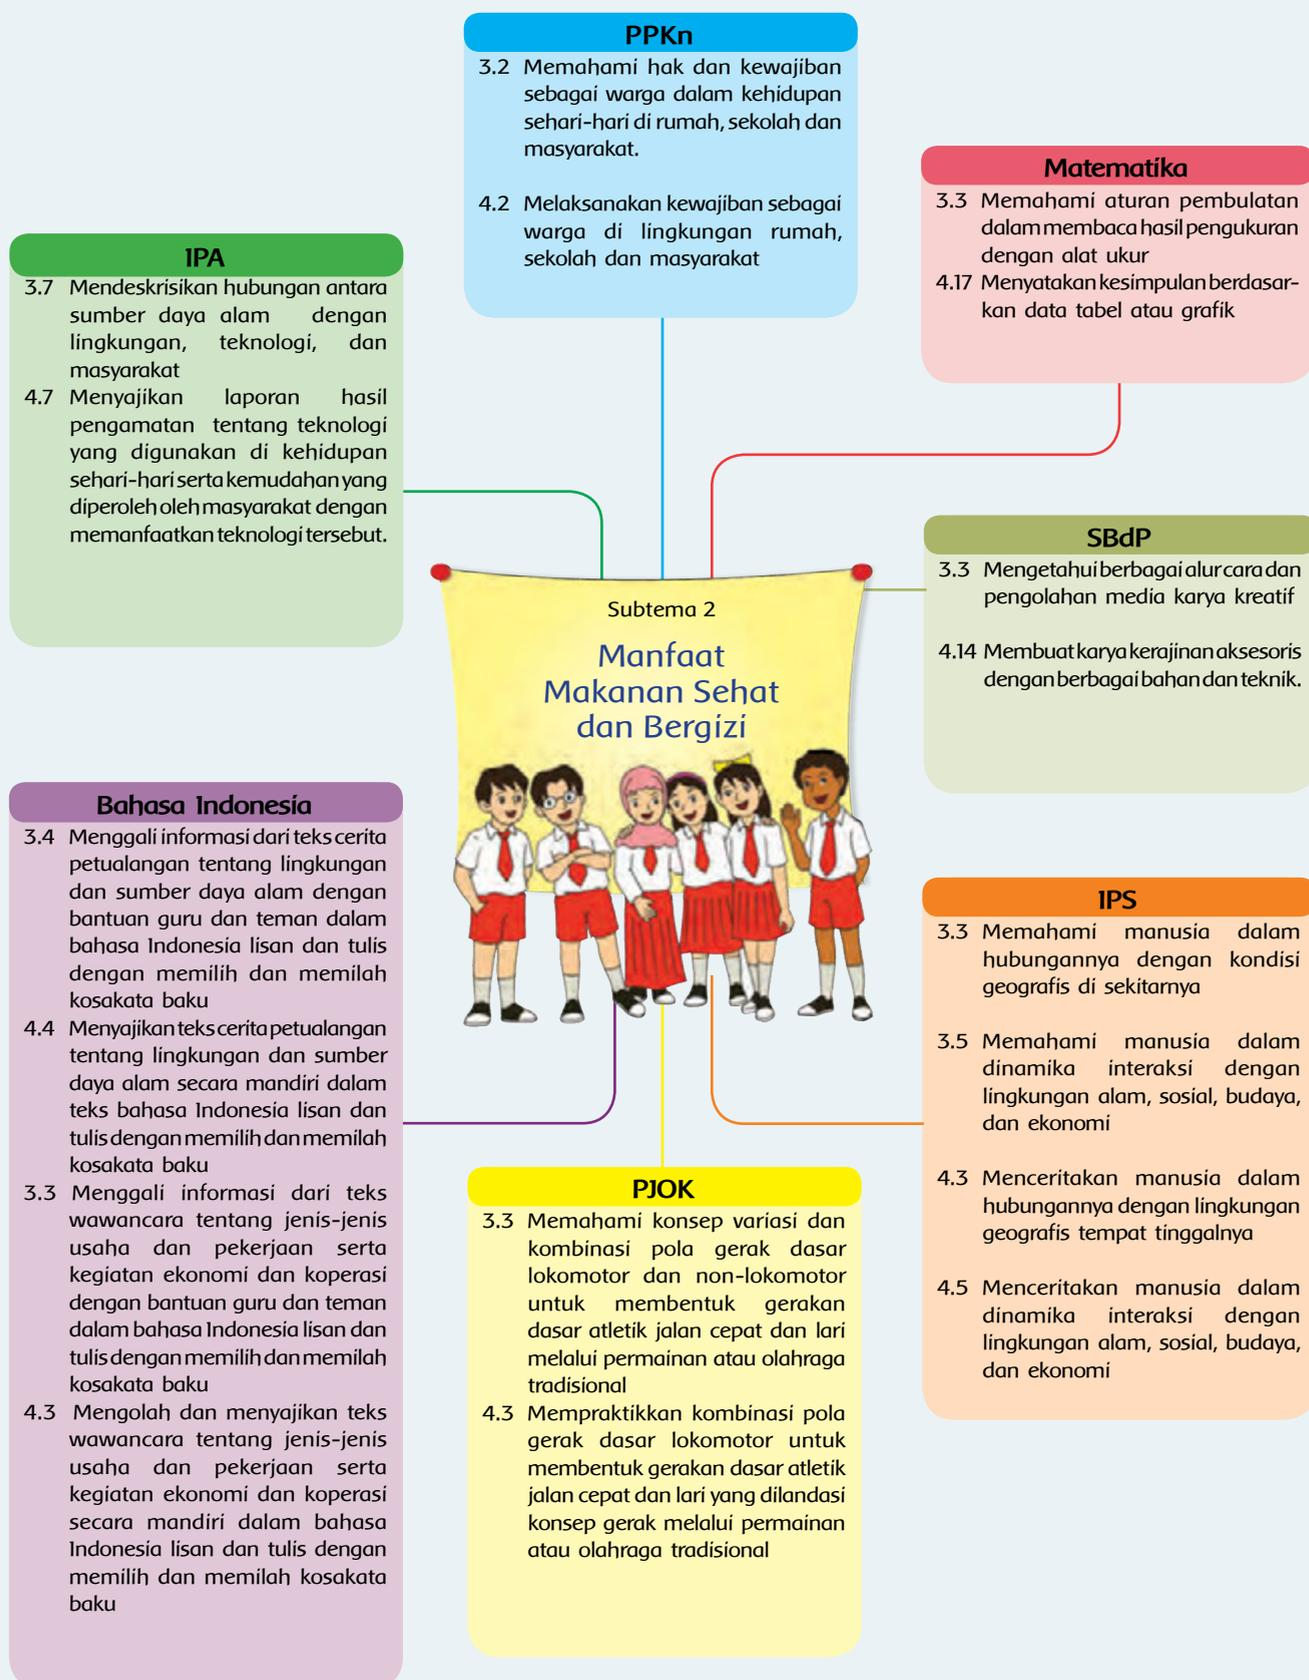 PPKn
3.2 Memahami hak dan kewajiban
sebagai warga dalam kehidupan
sehari-hari di rumah, sekolah dan
masyarakat.
4.2 Melaksanakan kewajiban sebagai
warga di lingkungan rumah,
sekolah dan masyarakat
Matematika
3.3 Memahami aturan pembulatan
dalam membaca hasil pengukuran
dengan alat ukur
4.17 Menyatakan kesimpulan berdasar-
kan data tabel atau grafik
IPA
3.7 Mendeskrisikan hubungan antara
sumber daya alam dengan
lingkungan, teknologi, dan
masyarakat
4.7 Menyajikan laporan hasil
pengamatan tentang teknologi
yang digunakan di kehidupan
sehari-hari serta kemudahan yang
diperoleh oleh masyarakat dengan
memanfaatkan teknologi tersebut.
SBdP
3.3 Mengetahui berbagai alur cara dan
pengolahan media karya kreatif
4.14 Membuat karya kerajinan aksesoris
dengan berbagai bahan dan teknik.
Subtema 2
Manfaat
Makanan Sehat
dan Bergizi
Bahasa Indonesia
3.4 Menggali informasi dari teks cerita
petualangan tentang lingkungan
dan sumber daya alam dengan
bantuan guru dan teman dalam
bahasa Indonesia lisan dan tulis
dengan memilih dan memilah
kosakata baku
4.4 Menyajikan teks cerita petualangan
tentang lingkungan dan sumber
daya alam secara mandiri dalam
teks bahasa Indonesia lisan dan
tulis dengan memilih dan memilah
kosakata baku
3.3 Menggali informasi dari teks
wawancara tentang jenis-jenis
usaha dan pekerjaan serta
kegiatan ekonomi dan koperasi
dengan bantuan guru dan teman
dalam bahasa Indonesia lisan dan
tulis dengan memilih dan memilah
kosakata baku
4.3 Mengolah dan menyajikan teks
wawancara tentang jenis-jenis
usaha dan pekerjaan serta
kegiatan ekonomi dan koperasi
secara mandiri dalam bahasa
Indonesia lisan dan tulis dengan
memilih dan memilah kosakata
baku
IPS
3.3 Memahami manusia dalam
hubungannya dengan kondisi
geografis di sekitarnya
3.5 Memahami manusia dalam
dinamika interaksi dengan
lingkungan alam, sosial, budaya,
dan ekonomi
4.3 Menceritakan manusia dalam
hubungannya dengan lingkungan
geografis tempat tinggalnya
4.5 Menceritakan manusia dalam
dinamika interaksi dengan
lingkungan alam, sosial, budaya,
dan ekonomi
PJOK
3.3 Memahami konsep variasi dan
kombinasi pola gerak dasar
lokomotor dan non-lokomotor
untuk membentuk gerakan
dasar atletik jalan cepat dan lari
melalui permainan atau olahraga
tradisional
4.3 Mempraktikkan kombinasi pola
gerak dasar lokomotor untuk
membentuk gerakan dasar atletik
jalan cepat dan lari yang dilandasi
konsep gerak melalui permainan
atau olahraga tradisional